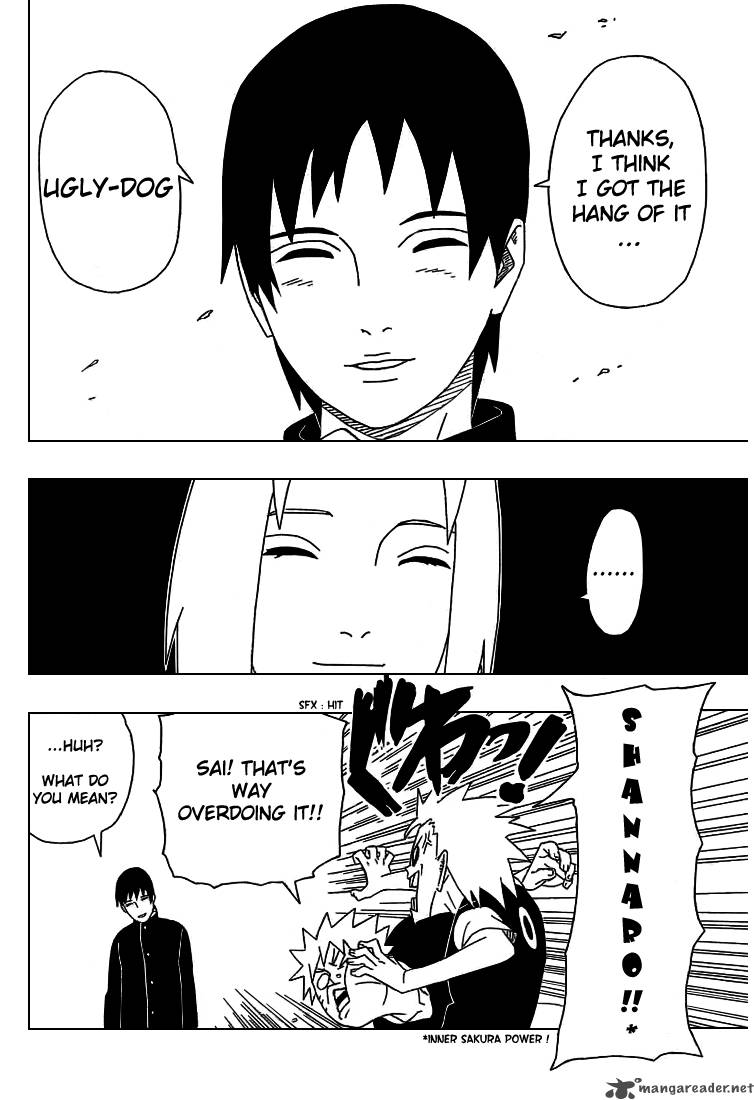 THANKS,
I THINK
I GOT THE
HANG OF IT
...
UGLY-DOG
......
SFX : HIT
SHANNARO!!*
SAI! THAT'S
WAY
OVERDOING IT!!
...HUH?
WHAT DO
YOU MEAN?
*INNER SAKURA POWER !
mangareader.net